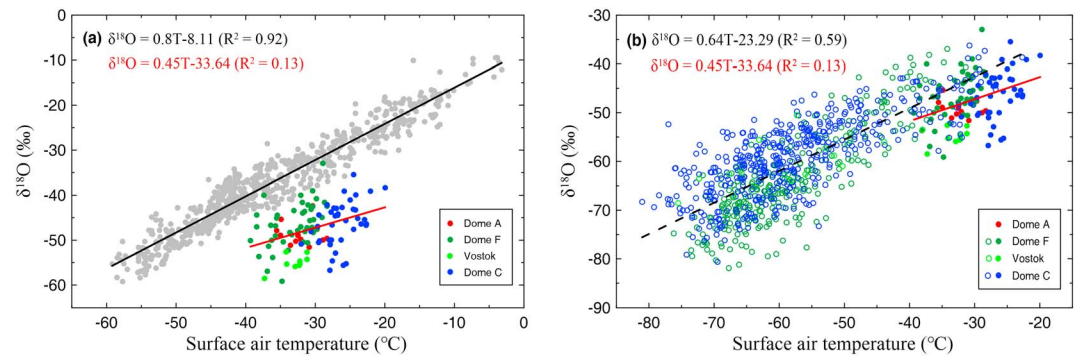 (a) δ¹⁸O = 0.8T-8.11 (R² = 0.92)
δ¹⁸O = 0.45T-33.64 (R² = 0.13)
0
-10
-20
-30
-40
-50
-60
δ¹⁸O (‰)
Dome A
Dome F
Vostok
Dome C
-60 -50 -40 -30 -20 -10 0
Surface air temperature (°C)
(b) δ¹⁸O = 0.64T-23.29 (R² = 0.59)
δ¹⁸O = 0.45T-33.64 (R² = 0.13)
-30
-40
-50
-60
-70
-80
-90
δ¹⁸O (‰)
Dome A
Dome F
Vostok
Dome C
-80 -70 -60 -50 -40 -30 -20
Surface air temperature (°C)